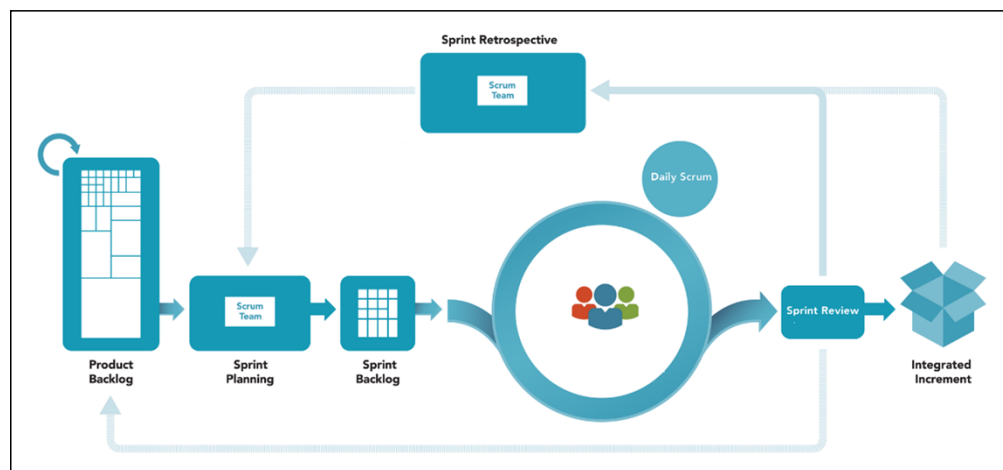 Sprint Retrospective
Scrum
Team
Daily Scrum
Scrum
Team
Sprint Review
Product
Backlog
Sprint
Planning
Sprint
Backlog
Integrated
Increment